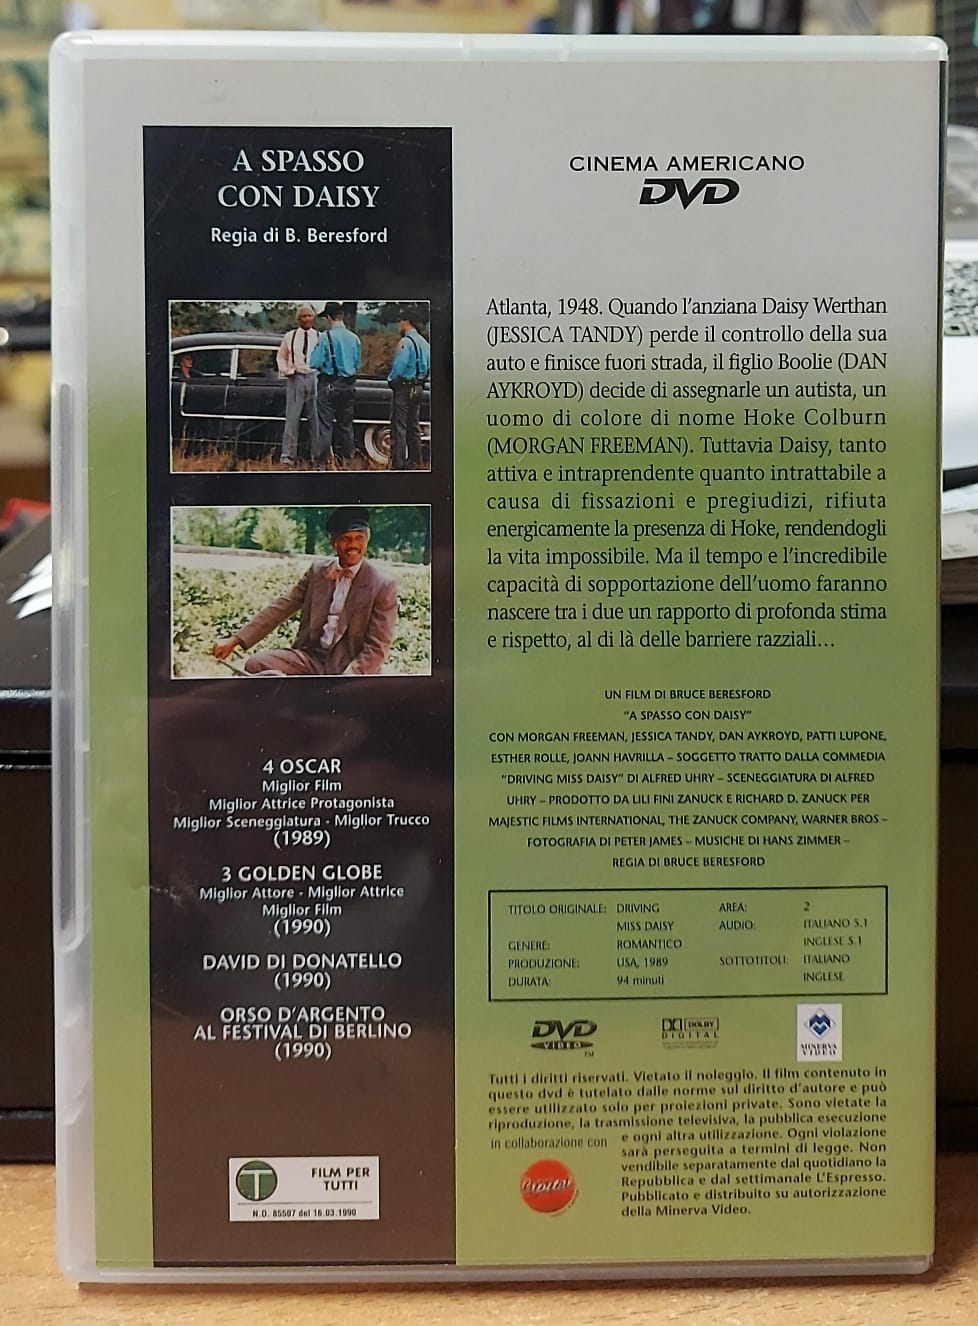 A SPASSO
CON DAISY
Regia di B. Beresford
4 OSCAR
Miglior Film
Miglior Attrice Protagonista
Miglior Sceneggiatura - Miglior Trucco
(1989)
3 GOLDEN GLOBE
Miglior Attore - Miglior Attrice
Miglior Film
(1990)
DAVID DI DONATELLO
(1990)
ORSO D'ARGENTO
AL FESTIVAL DI BERLINO
(1990)
T
FILM PER
TUTTI
N.O. 85507 del 16.03.1990
CINEMA AMERICANO
DVD
Atlanta, 1948. Quando l'anziana Daisy Werthan
(JESSICA TANDY) perde il controllo della sua
auto e finisce fuori strada, il figlio Boolie (DAN
AYKROYD) decide di assegnarle un autista, un
uomo di colore di nome Hoke Colburn
(MORGAN FREEMAN). Tuttavia Daisy, tanto
attiva e intraprendente quanto intrattabile a
causa di fissazioni e pregiudizi, rifiuta
energicamente la presenza di Hoke, rendendogli
la vita impossibile. Ma il tempo e l'incredibile
capacità di sopportazione dell'uomo faranno
nascere tra i due un rapporto di profonda stima
e rispetto, al di là delle barriere razziali…
UN FILM DI BRUCE BERESFORD
"A SPASSO CON DAISY"
CON MORGAN FREEMAN, JESSICA TANDY, DAN AYKROYD, PATTI LUPONE,
ESTHER ROLLE, JOANN HAVRILLA – SOGGETTO TRATTO DALLA COMMEDIA
"DRIVING MISS DAISY" DI ALFRED UHRY – SCENEGGIATURA DI ALFRED
UHRY – PRODOTTO DA LILI FINI ZANUCK E RICHARD D. ZANUCK PER
MAJESTIC FILMS INTERNATIONAL, THE ZANUCK COMPANY, WARNER BROS –
FOTOGRAFIA DI PETER JAMES – MUSICHE DI HANS ZIMMER –
REGIA DI BRUCE BERESFORD
TITOLO ORIGINALE: DRIVING AREA: 2
MISS DAISY AUDIO: ITALIANO 5.1
GENERE: ROMANTICO INGLESE 5.1
PRODUZIONE: USA, 1989 SOTTOTITOLI: ITALIANO
DURATA: 94 minuti INGLESE
DVD
VIDEO
TM
DOLBY
DIGITAL
MINERVA
VIDEO
Tutti i diritti riservati. Vietato il noleggio. Il film contenuto in
questo dvd è tutelato dalle norme sul diritto d'autore e può
essere utilizzato solo per proiezioni private. Sono vietate la
riproduzione, la trasmissione televisiva, la pubblica esecuzione
e ogni altra utilizzazione. Ogni violazione
sarà perseguita a termini di legge. Non
vendibile separatamente dal quotidiano la
Repubblica e dal settimanale L'Espresso.
Pubblicato e distribuito su autorizzazione
della Minerva Video.
in collaborazione con
Capital